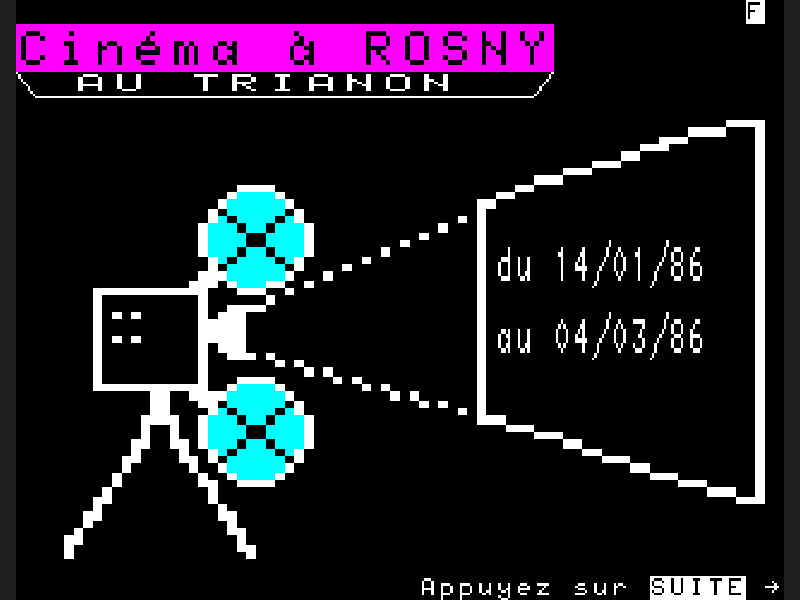 F
Cinéma à ROSNY
AU TRIANON
du 14/01/86
au 04/03/86
Appuyez sur SUITE →